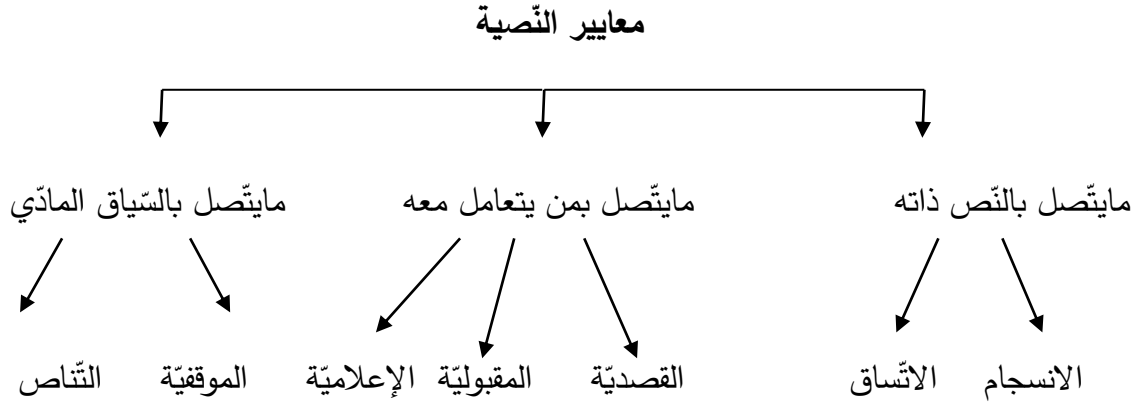 معايير النّصية
مايتّصل بالنّص ذاته مايتّصل بمن يتعامل معه مايتّصل بالسّياق المادّي
الانسجام الاتّساق القصديّة المقبوليّة الإعلاميّة الموقفيّة التّناص